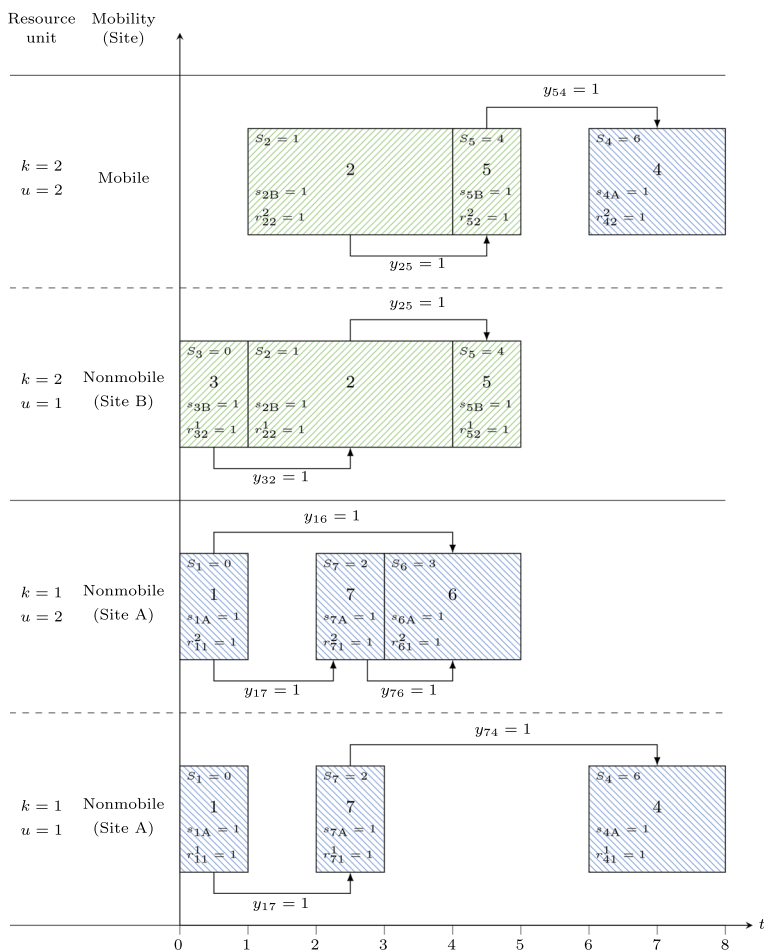 Resource Mobility
unit (Site)
y₅₄ = 1
k = 2
u = 2
Mobile
S₂ = 1
2
s₂B = 1
r²₂₂ = 1
S₅ = 4
5
s₅B = 1
r²₅₂ = 1
S₄ = 6
4
s₄A = 1
r²₄₂ = 1
y₂₅ = 1
y₂₅ = 1
k = 2
u = 1
Nonmobile
(Site B)
S₃ = 0
3
s₃B = 1
r¹₃₂ = 1
S₂ = 1
2
s₂B = 1
r¹₂₂ = 1
S₅ = 4
5
s₅B = 1
r¹₅₂ = 1
y₃₂ = 1
y₁₆ = 1
k = 1
u = 2
Nonmobile
(Site A)
S₁ = 0
1
s₁A = 1
r²₁₁ = 1
S₇ = 2
7
s₇A = 1
r²₇₁ = 1
S₆ = 3
6
s₆A = 1
r²₆₁ = 1
y₁₇ = 1
y₇₆ = 1
y₇₄ = 1
k = 1
u = 1
Nonmobile
(Site A)
S₁ = 0
1
s₁A = 1
r¹₁₁ = 1
S₇ = 2
7
s₇A = 1
r¹₇₁ = 1
S₄ = 6
4
s₄A = 1
r¹₄₁ = 1
y₁₇ = 1
t
0 1 2 3 4 5 6 7 8